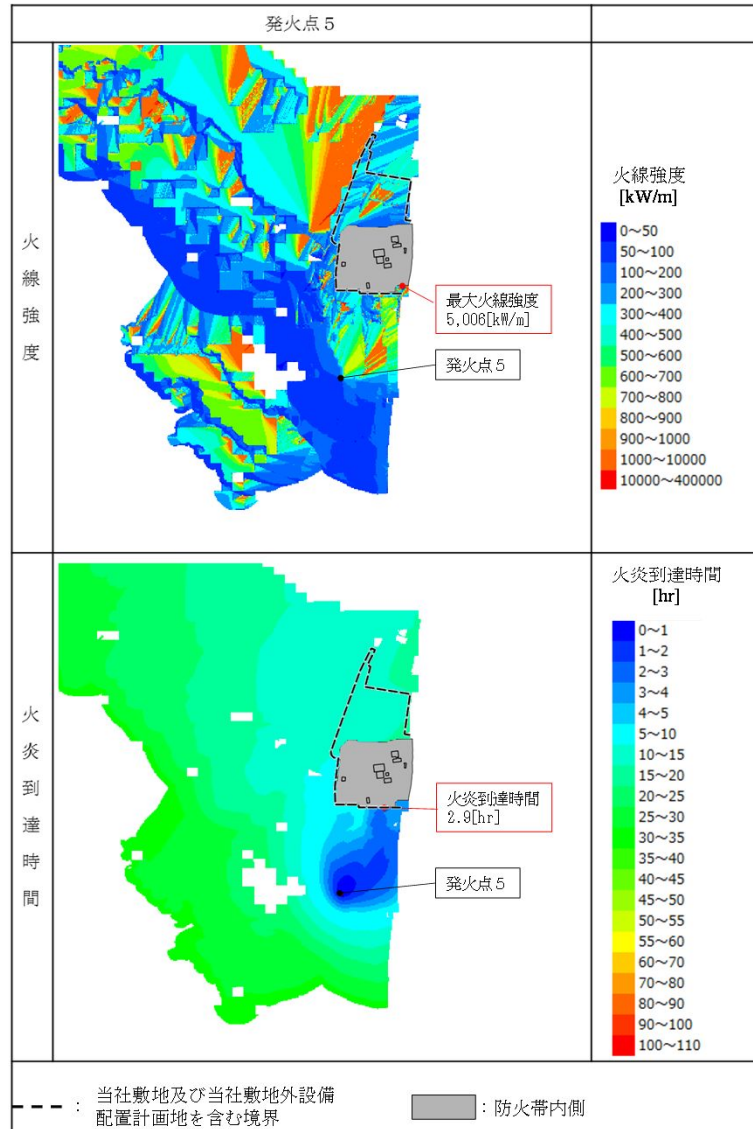 発火点５
火線強度
火線強度
[kW/m]
0～50
50～100
100～200
200～300
300～400
400～500
500～600
600～700
700～800
800～900
900～1000
1000～10000
10000～400000
最大火線強度
5,006[kW/m]
発火点５
火炎到達時間
火炎到達時間
[hr]
0～1
1～2
2～3
3～4
4～5
5～10
10～15
15～20
20～25
25～30
30～35
35～40
40～45
45～50
50～55
55～60
60～70
70～80
80～90
90～100
100～110
火炎到達時間
2.9[hr]
発火点５
：当社敷地及び当社敷地外設備
配置計画地を含む境界
：防火帯内側